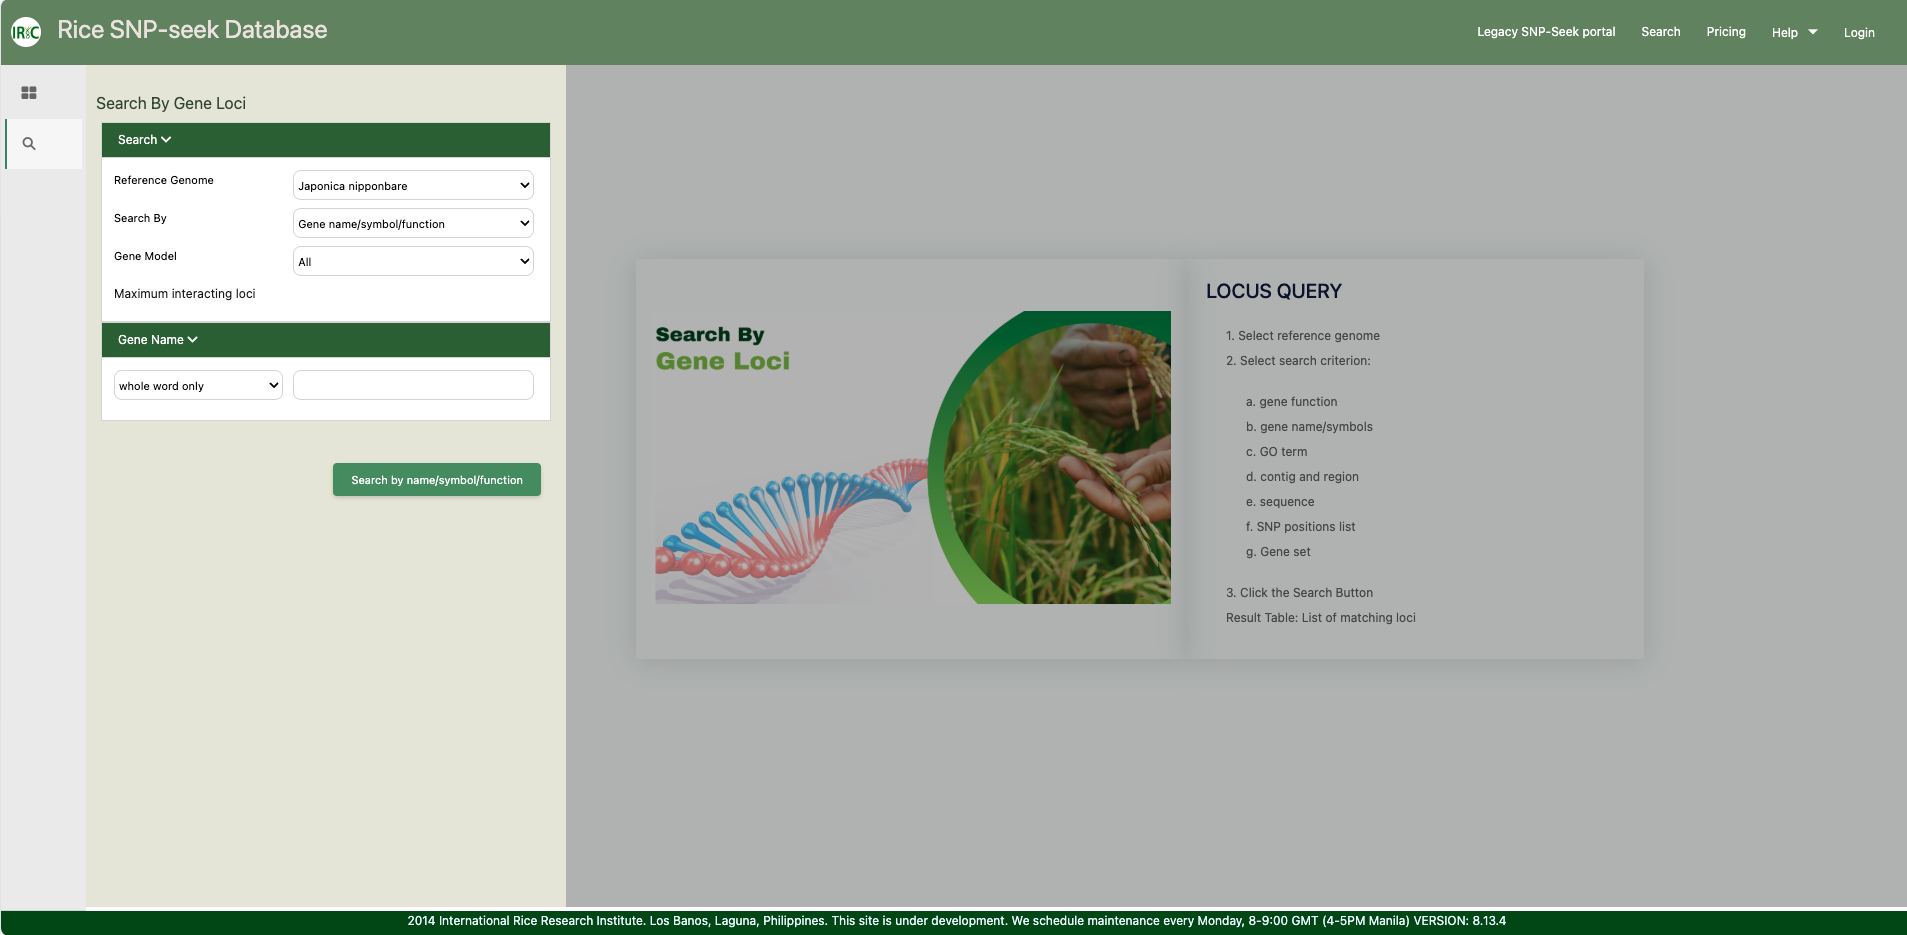 IRIC
Rice SNP-seek Database
Legacy SNP-Seek portal
Search
Pricing
Help
Login
Search By Gene Loci
Search
Reference Genome
Japonica nipponbare
Search By
Gene name/symbol/function
Gene Model
All
Maximum interacting loci
Gene Name
whole word only
Search by name/symbol/function
Search By
Gene Loci
LOCUS QUERY
1. Select reference genome
2. Select search criterion:
a. gene function
b. gene name/symbols
c. GO term
d. contig and region
e. sequence
f. SNP positions list
g. Gene set
3. Click the Search Button
Result Table: List of matching loci
2014 International Rice Research Institute. Los Banos, Laguna, Philippines. This site is under development. We schedule maintenance every Monday, 8-9:00 GMT (4-5PM Manila) VERSION: 8.13.4